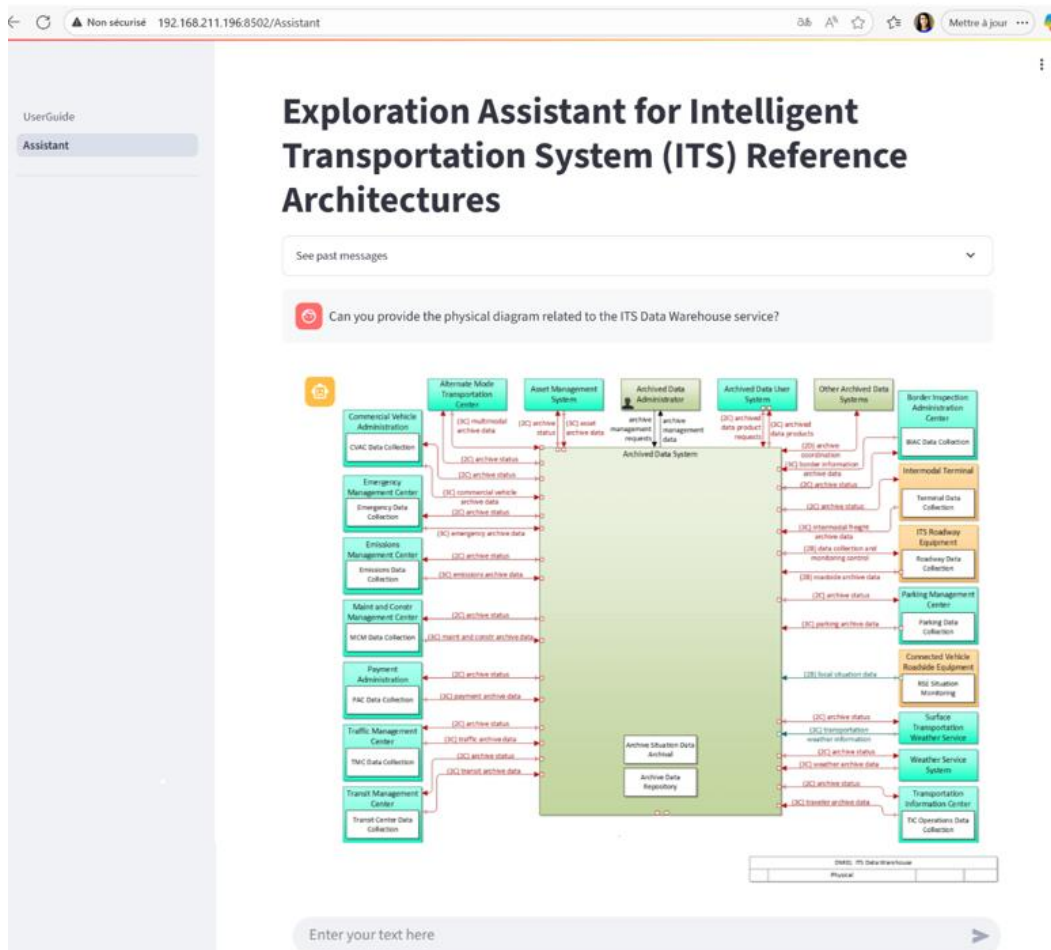 Non sécurisé 192.168.211.196:8502/Assistant
Mettre à jour
UserGuide
Assistant
Exploration Assistant for Intelligent
Transportation System (ITS) Reference
Architectures
See past messages
Can you provide the physical diagram related to the ITS Data Warehouse service?
Alternate Mode
Transportation
Center
Asset Management
System
Archived Data
Administrator
Archived Data User
System
Other Archived Data
Systems
Border Inspection
Administration
Center
BIAC Data Collection
Commercial Vehicle
Administration
CVAC Data Collection
(3C) multimodal
archive data
(2C) archive
status
(3C) asset
archive data
archive
management
requests
archive
management
data
(2C) archived
data product
requests
(3C) archived
data products
(2D) archive
coordination
(3C) border information
archive data
(2C) archive status
Archived Data System
(2C) archive status
(2C) archive status
(3C) commercial vehicle
archive data
(2C) archive status
(3C) emergency archive data
Emergency
Management Center
Emergency Data
Collection
Intermodal Terminal
Terminal Data
Collection
(2C) archive status
(3C) intermodal freight
archive data
Emissions
Management Center
Emissions Data
Collection
(2C) archive status
(3C) emissions archive data
ITS Roadway
Equipment
Roadway Data
Collection
(2B) data collection and
monitoring control
(2B) roadside archive data
Maint and Constr
Management Center
MCM Data Collection
(2C) archive status
(3C) maint and constr archive data
Parking Management
Center
Parking Data
Collection
(2C) archive status
(3C) parking archive data
Payment
Administration
PAC Data Collection
(2C) archive status
(3C) payment archive data
Connected Vehicle
Roadside Equipment
RSE Situation
Monitoring
(2B) local situation data
Traffic Management
Center
TMC Data Collection
(2C) archive status
(3C) traffic archive data
(2C) archive status
(3C) transit archive data
Transit Management
Center
Transit Center Data
Collection
Surface
Transportation
Weather Service
(2C) archive status
(3C) transportation
weather information
Weather Service
System
(2C) archive status
(3C) weather archive data
Transportation
Information Center
TIC Operations Data
Collection
(2C) archive status
(3C) traveler archive data
Archive Situation Data
Archival
Archive Data
Repository
DM01: ITS Data Warehouse
Physical
Enter your text here